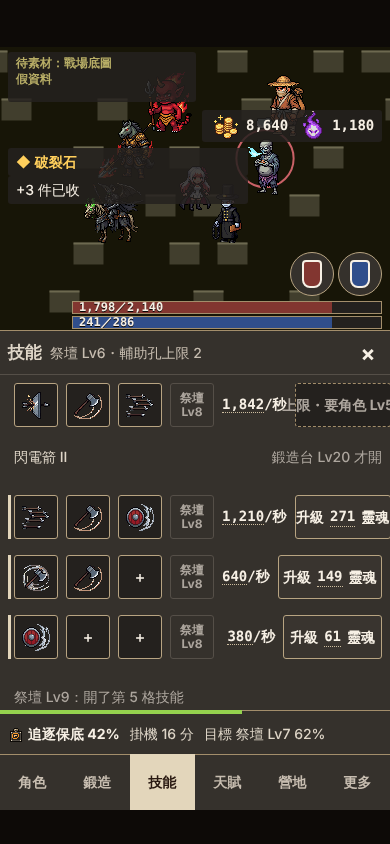 待素材：戰場底圖
假資料
8,640
1,180
◆ 破裂石
+3 件已收
1,798／2,140
241／286
技能 祭壇 Lv6・輔助孔上限 2 ×
祭壇 Lv8
1,842/秒
上限・要角色 Lv5
閃電箭 II
鍛造台 Lv20 才開
祭壇 Lv8
1,210/秒
升級 271 靈魂
+
祭壇 Lv8
640/秒
升級 149 靈魂
+
+
祭壇 Lv8
380/秒
升級 61 靈魂
祭壇 Lv9：開了第 5 格技能
追逐保底 42% 掛機 16 分 目標 祭壇 Lv7 62%
角色 鍛造 技能 天賦 營地 更多